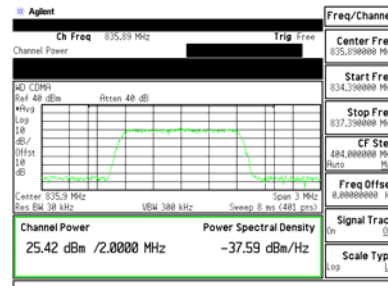 Agilent
Freq/Channe
Ch Freq 835.89 MHz Trig Free
Channel Power
Center Fre
835.890000 M
Start Fre
834.390000 M
WD CDMA
Ref 40 dBm Atten 40 dB
#Avg
Log
10
dB/
Offst
10
dB
Stop Fre
837.390000 M
CF Ste
404.000000 M
Auto M
Center 835.9 MHz Span 3 MHz
Res BW 30 kHz VBW 300 kHz Sweep 8 ms (401 pts)
Freq Offse
0.00000000
Channel Power Power Spectral Density
25.42 dBm /2.0000 MHz -37.59 dBm/Hz
Signal Trac
On
Scale Typ
Log